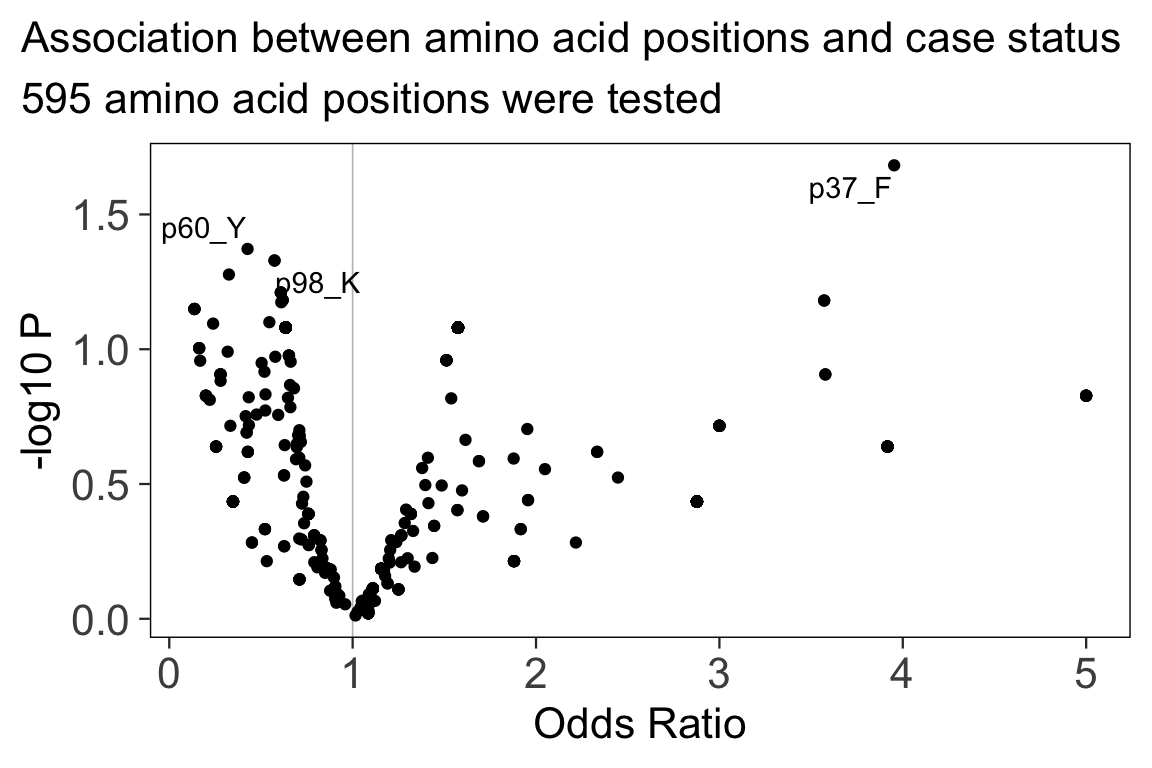 Association between amino acid positions and case status
595 amino acid positions were tested
p37_F
p60_Y
p98_K
1.5
1.0
0.5
0.0
-log10 P
0 1 2 3 4 5
Odds Ratio